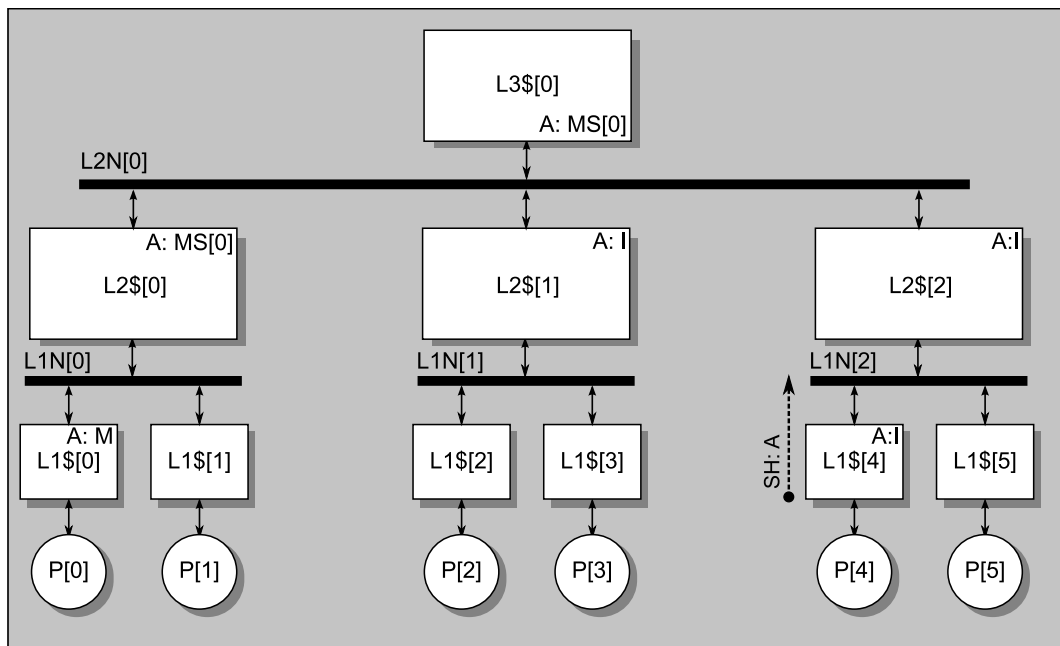 L3$[0]
A: MS[0]
L2N[0]
A: MS[0]
L2$[0]
A: I
L2$[1]
A:I
L2$[2]
L1N[0]
L1N[1]
L1N[2]
A: M
L1$[0]
L1$[1]
L1$[2]
L1$[3]
SH: A
A:I
L1$[4]
L1$[5]
P[0]
P[1]
P[2]
P[3]
P[4]
P[5]